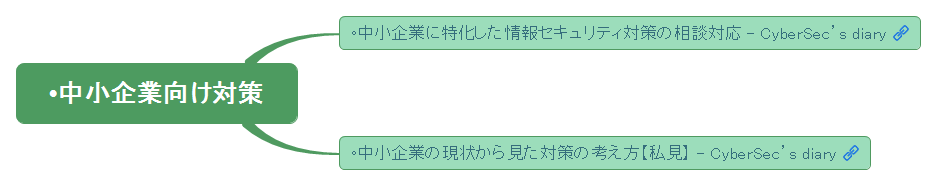 ◦中小企業に特化した情報セキュリティ対策の相談対応 - CyberSec's diary
•中小企業向け対策
◦中小企業の現状から見た対策の考え方【私見】 - CyberSec's diary